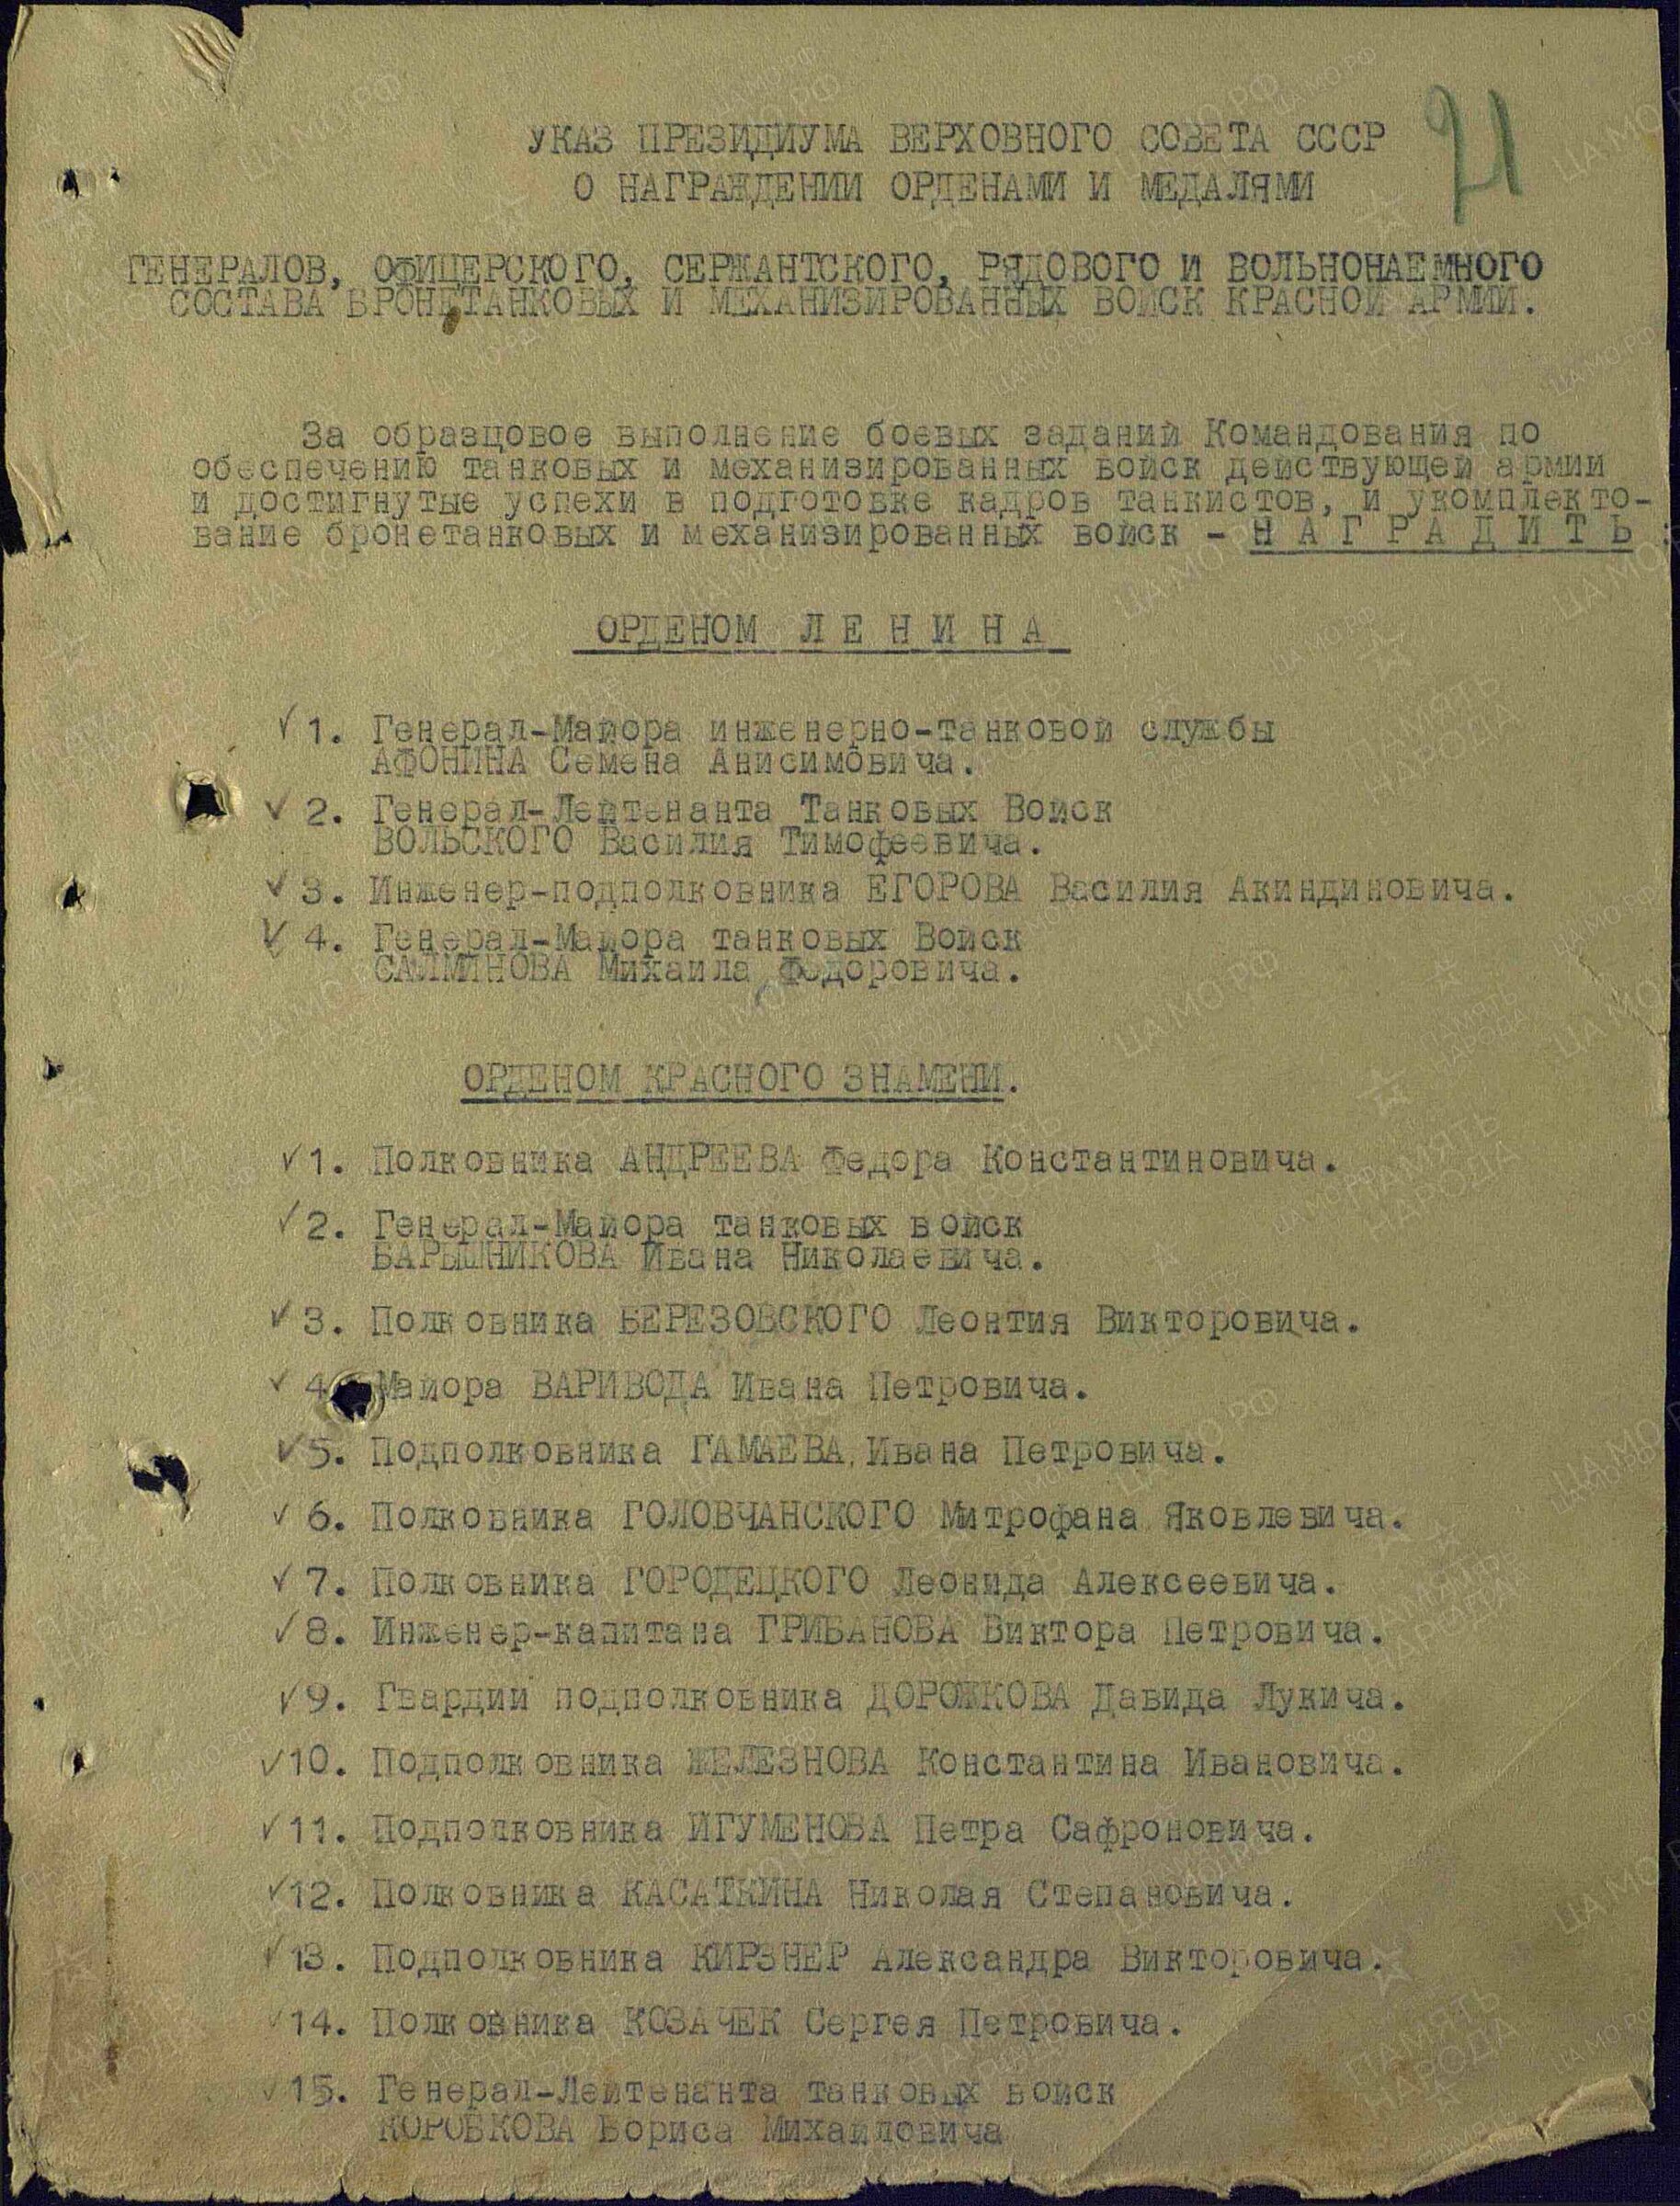 21
УКАЗ ПРЕЗИДИУМА ВЕРХОВНОГО СОВЕТА СССР
О НАГРАЖДЕНИИ ОРДЕНАМИ И МЕДАЛЯМИ
ГЕНЕРАЛОВ, ОФИЦЕРСКОГО, СЕРЖАНТСКОГО, РЯДОВОГО И ВОЛЬНОНАЕМНОГО
СОСТАВА БРОНЕТАНКОВЫХ И МЕХАНИЗИРОВАННЫХ ВОЙСК КРАСНОЙ АРМИИ.
За образцовое выполнение боевых заданий Командования по
обеспечению танковых и механизированных войск действующей армии
и достигнутые успехи в подготовке кадров танкистов, и укомплекто-
вание бронетанковых и механизированных войск - Н А Г Р А Д И Т Ь :
ОРДЕНОМ Л Е Н И Н А
√ 1. Генерал-Майора инженерно-танковой службы
АФОНИНА Семена Анисимовича.
√ 2. Генерал-Лейтенанта Танковых Войск
ВОЛЬСКОГО Василия Тимофеевича.
√ 3. Инженер-подполковника ЕГОРОВА Василия Акиндиновича.
√ 4. Генерал-Майора танковых Войск
САЛМИНОВА Михаила Федоровича.
ОРДЕНОМ КРАСНОГО ЗНАМЕНИ.
√ 1. Полковника АНДРЕЕВА Федора Константиновича.
√ 2. Генерал-Майора танковых войск
БАРЫШНИКОВА Ивана Николаевича.
√ 3. Полковника БЕРЕЗОВСКОГО Леонтия Викторовича.
√ 4. Майора ВАРИВОДА Ивана Петровича.
√ 5. Подполковника ГАМАЕВА, Ивана Петровича.
√ 6. Полковника ГОЛОВЧАНСКОГО Митрофана Яковлевича.
√ 7. Полковника ГОРОДЕЦКОГО Леонида Алексеевича.
√ 8. Инженер-капитана ГРИБАНОВА Виктора Петровича.
√ 9. Гвардии подполковника ДОРОЖКОВА Давида Лукича.
√ 10. Подполковника ЖЕЛЕЗНОВА Константина Ивановича.
√ 11. Подполковника ИГУМЕНОВА Петра Сафроновича.
√ 12. Полковника КАСАТКИНА Николая Степановича.
√ 13. Подполковника КИРЗНЕР Александра Викторовича.
√ 14. Полковника КОЗАЧЕК Сергея Петровича.
√ 15. Генерал-Лейтенанта танковых войск
КОРОБКОВА Бориса Михайловича